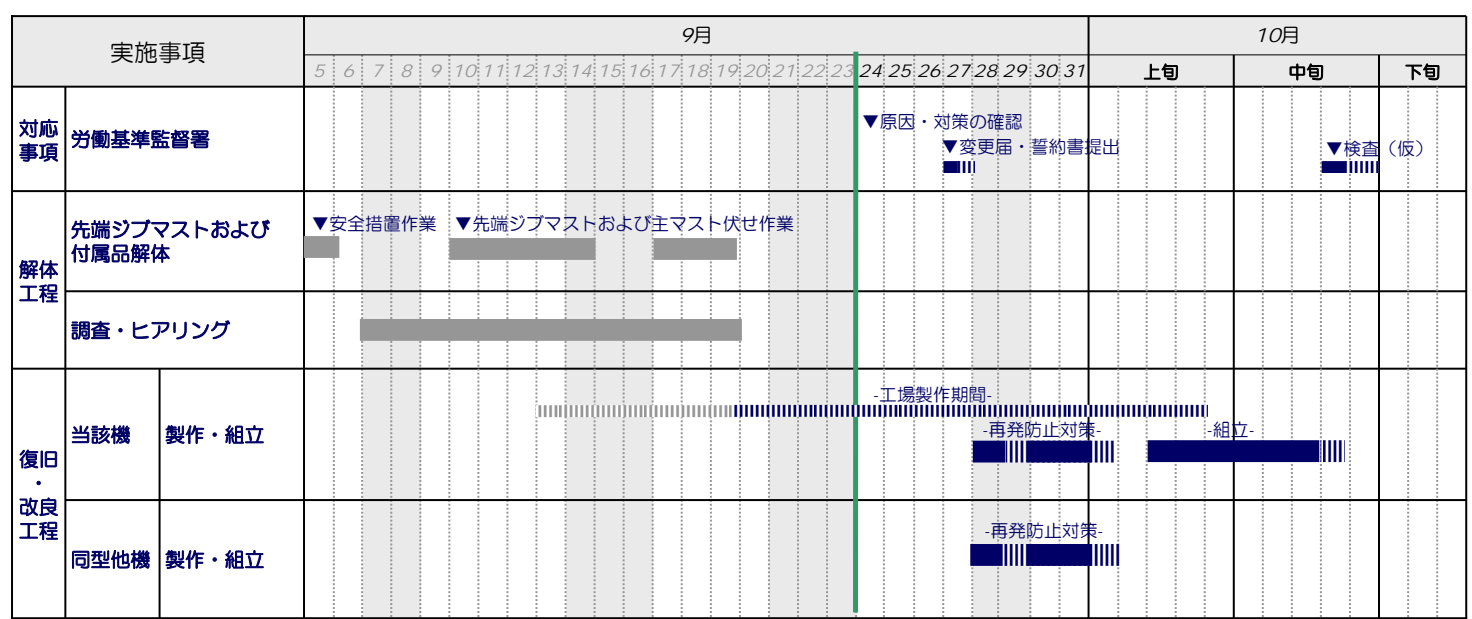 実施事項
9月
10月
5 6 7 8 9 10 11 12 13 14 15 16 17 18 19 20 21 22 23 24 25 26 27 28 29 30 31
上旬 中旬 下旬
対応
事項
労働基準監督署
▼原因・対策の確認
▼変更届・誓約書提出
▼検査（仮）
解体
工程
先端ジブマストおよび
付属品解体
▼安全措置作業
▼先端ジブマストおよび主マスト伏せ作業
調査・ヒアリング
復旧
・
改良
工程
当該機
製作・組立
-工場製作期間-
-再発防止対策-
-組立-
同型他機
製作・組立
-再発防止対策-